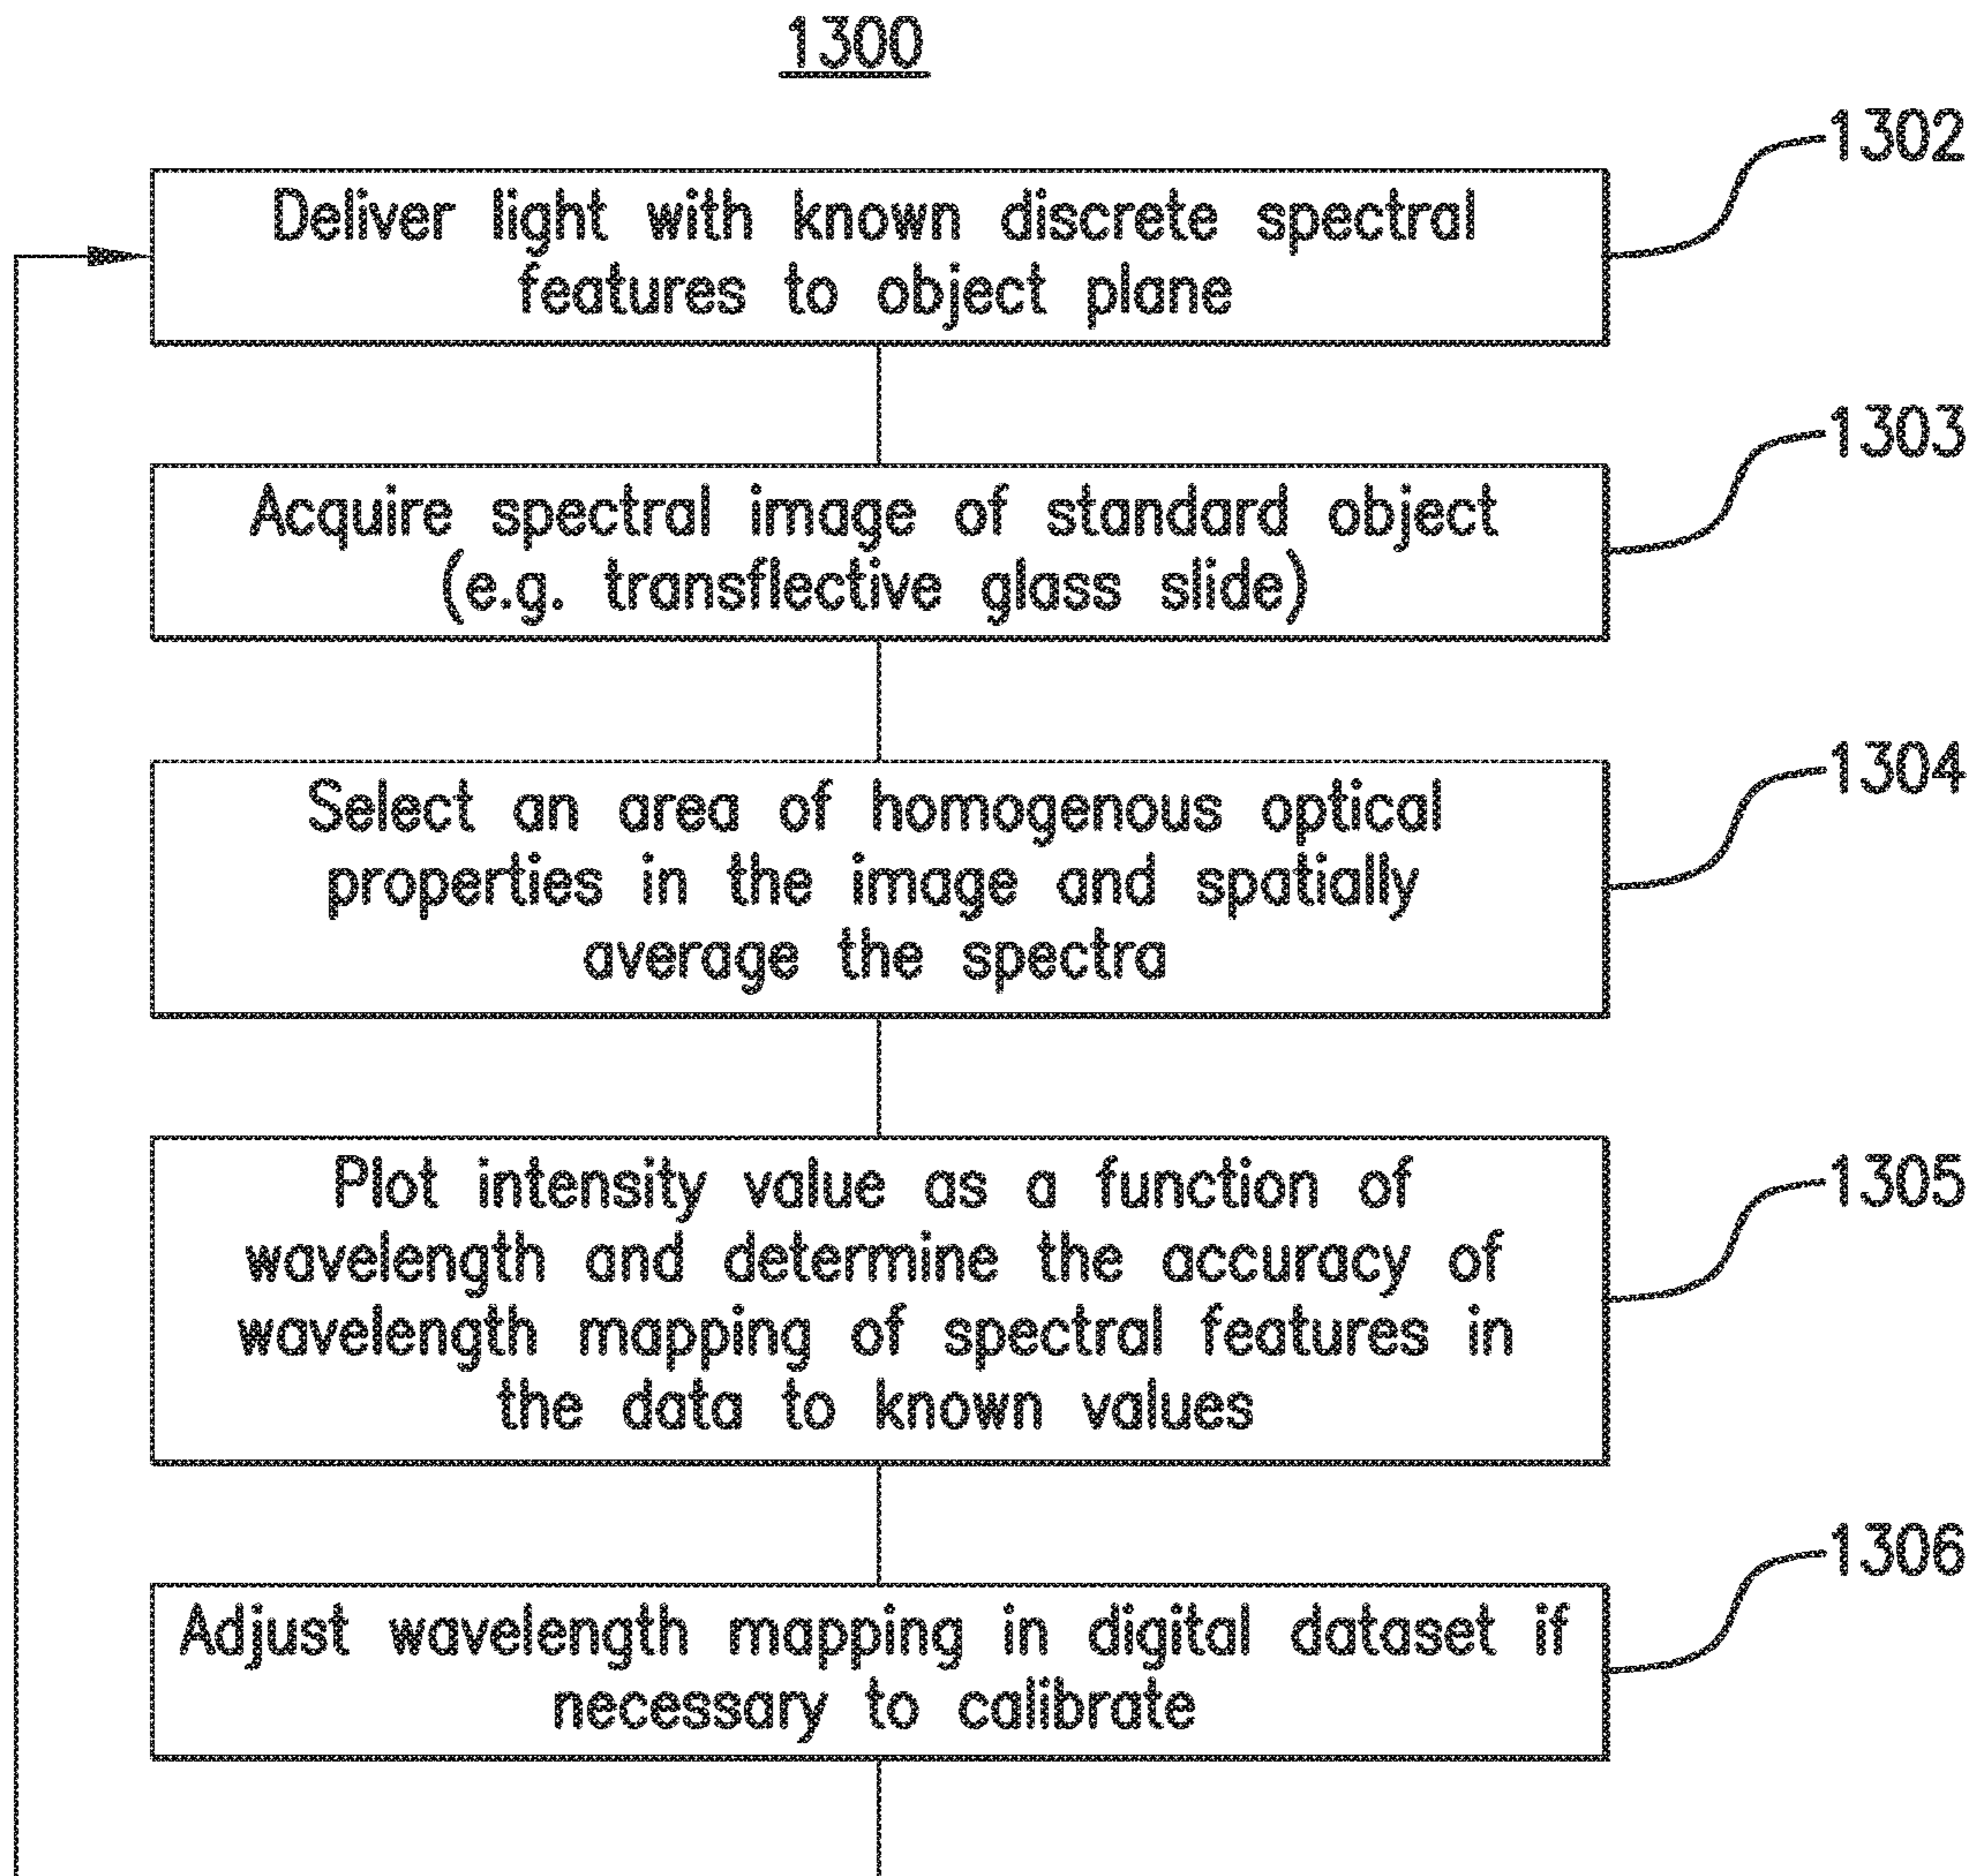 1300
1302
Deliver light with known discrete spectral
features to object plane
1303
Acquire spectral image of standard object
(e.g. transflective glass slide)
1304
Select an area of homogenous optical
properties in the image and spatially
average the spectra
1305
Plot intensity value as a function of
wavelength and determine the accuracy of
wavelength mapping of spectral features in
the data to known values
1306
Adjust wavelength mapping in digital dataset if
necessary to calibrate